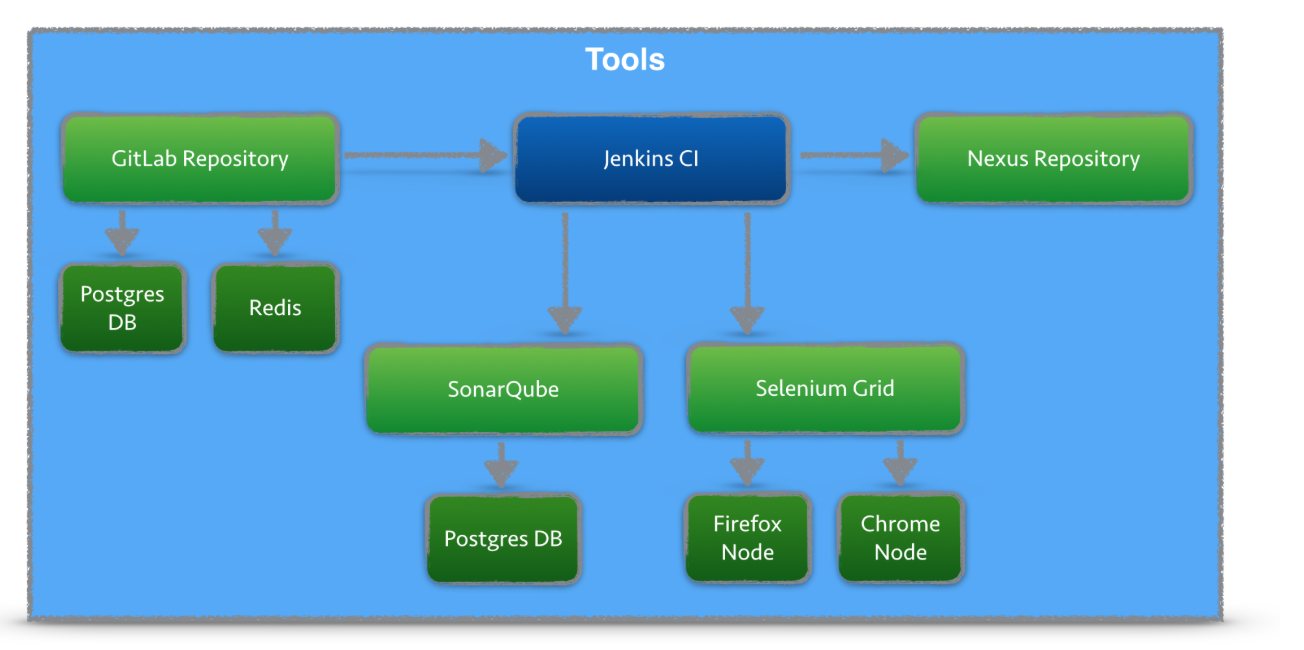 Tools
GitLab Repository
Jenkins CI
Nexus Repository
Postgres
DB
Redis
SonarQube
Selenium Grid
Postgres DB
Firefox
Node
Chrome
Node